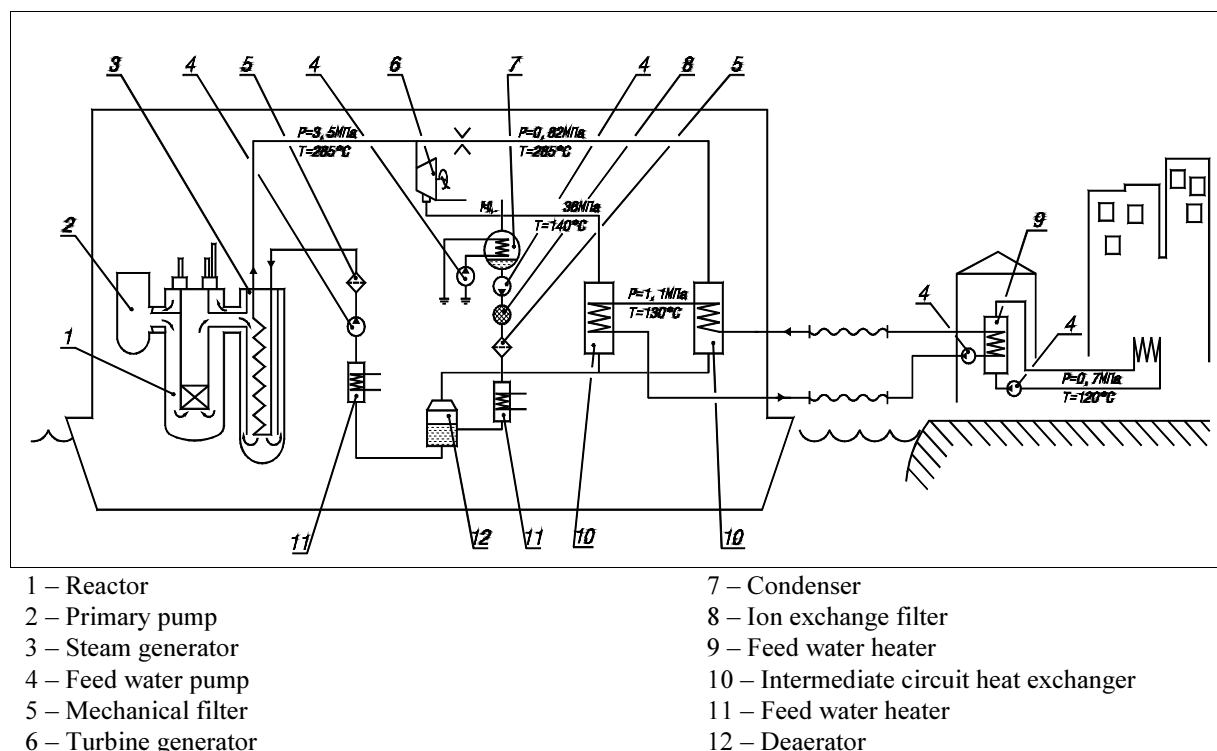 3 4 5 4 6 7 4 8 5
P=3,5МПа P=0,82МПа
T=285°C T=285°C
2
36МПа
T=140°C
9
P=1,1МПа
T=130°C
4
4
1
P=0,7МПа
T=120°C
11 12 11 10 10
1 – Reactor
2 – Primary pump
3 – Steam generator
4 – Feed water pump
5 – Mechanical filter
6 – Turbine generator
7 – Condenser
8 – Ion exchange filter
9 – Feed water heater
10 – Intermediate circuit heat exchanger
11 – Feed water heater
12 – Deaerator